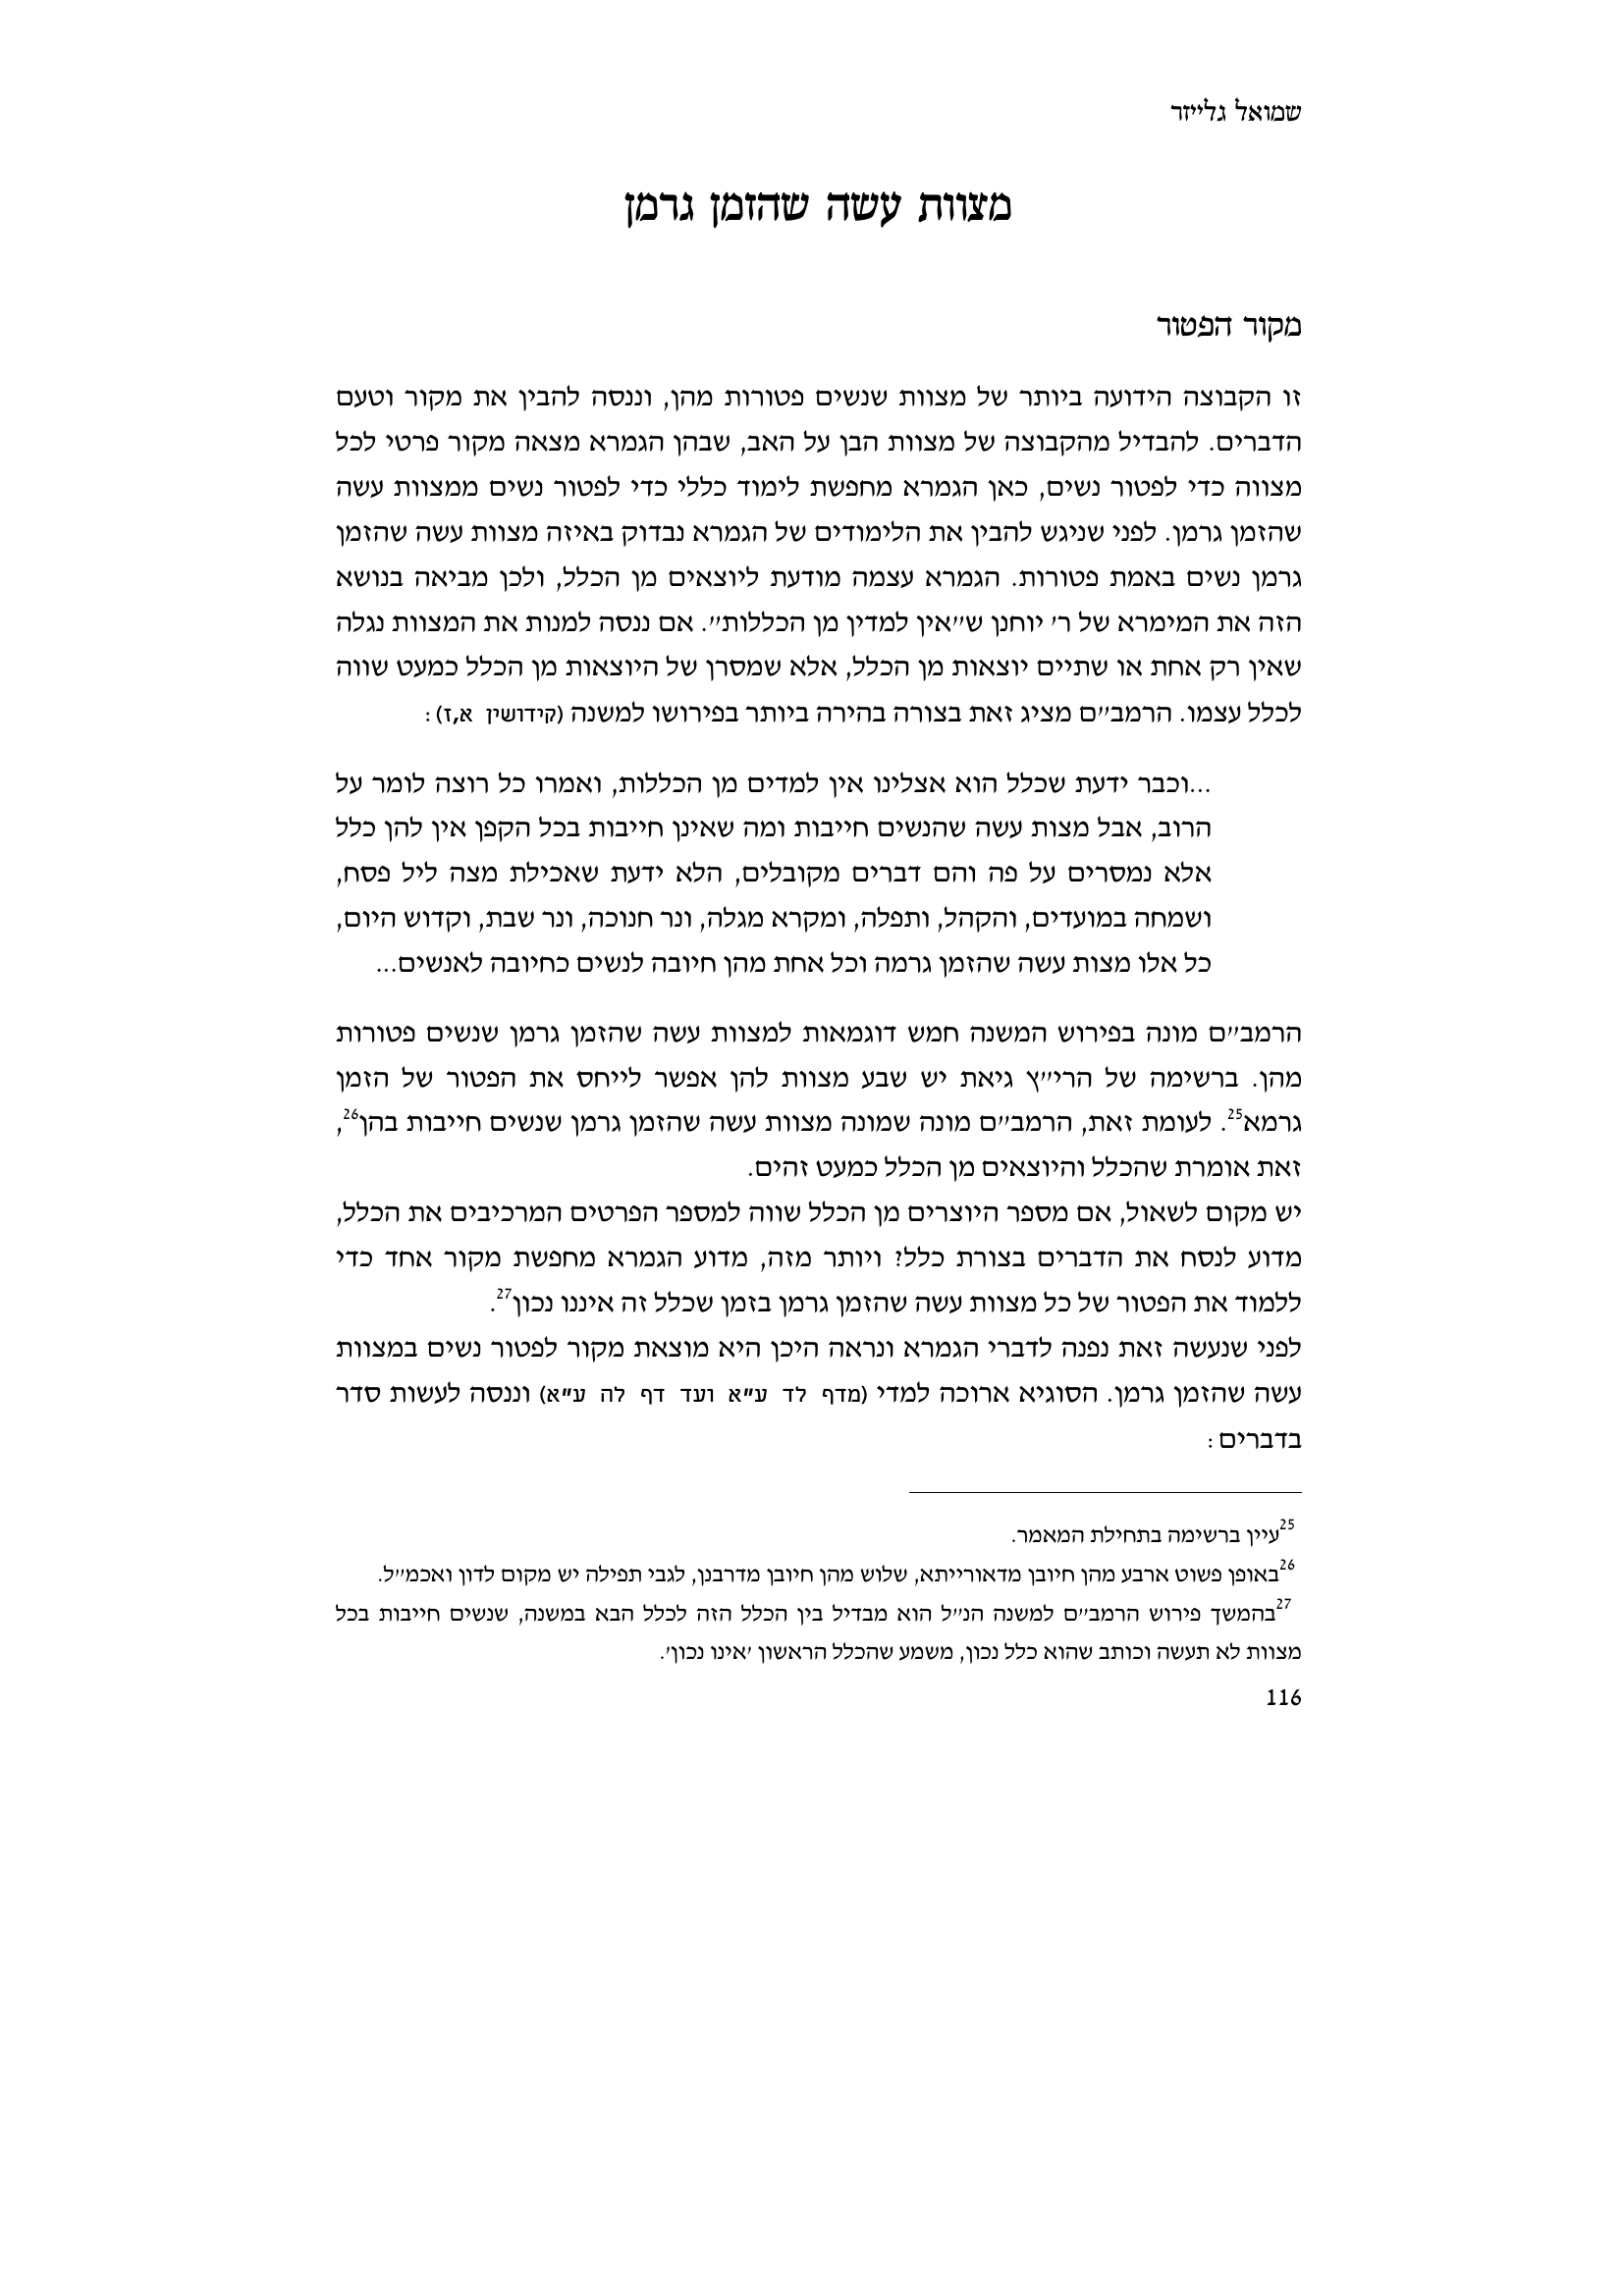 שמואל גלייזר
מצוות עשה שהזמן גרמן
מקור הפטור
זו הקבוצה הידועה ביותר של מצוות שנשים פטורות מהן, וננסה להבין את מקור וטעם
הדברים. להבדיל מהקבוצה של מצוות הבן על האב, שבהן הגמרא מצאה מקור פרטי לכל
מצווה כדי לפטור נשים, כאן הגמרא מחפשת לימוד כללי כדי לפטור נשים ממצוות עשה
שהזמן גרמן. לפני שניגש להבין את הלימודים של הגמרא נבדוק באיזה מצוות עשה שהזמן
גרמן נשים באמת פטורות. הגמרא עצמה מודעת ליוצאים מן הכלל, ולכן מביאה בנושא
הזה את המימרא של ר' יוחנן ש"אין למדין מן הכללות". אם ננסה למנות את המצוות נגלה
שאין רק אחת או שתיים יוצאות מן הכלל, אלא שמסרן של היוצאות מן הכלל כמעט שווה
לכלל עצמו. הרמב"ם מציג זאת בצורה בהירה ביותר בפירושו למשנה (קידושין א,ז):
...וכבר ידעת שכלל הוא אצלינו אין למדים מן הכללות, ואמרו כל רוצה לומר על
הרוב, אבל מצות עשה שהנשים חייבות ומה שאינן חייבות בכל הקפן אין להן כלל
אלא נמסרים על פה והם דברים מקובלים, הלא ידעת שאכילת מצה ליל פסח,
ושמחה במועדים, והקהל, ותפלה, ומקרא מגלה, ונר חנוכה, ונר שבת, וקדוש היום,
כל אלו מצות עשה שהזמן גרמה וכל אחת מהן חיובה לנשים כחיובה לאנשים...
הרמב"ם מונה בפירוש המשנה חמש דוגמאות למצוות עשה שהזמן גרמן שנשים פטורות
מהן. ברשימה של הרי"ץ גיאת יש שבע מצוות להן אפשר לייחס את הפטור של הזמן
גרמא25. לעומת זאת, הרמב"ם מונה שמונה מצוות עשה שהזמן גרמן שנשים חייבות בהן26,
זאת אומרת שהכלל והיוצאים מן הכלל כמעט זהים.
יש מקום לשאול, אם מספר היוצרים מן הכלל שווה למספר הפרטים המרכיבים את הכלל,
מדוע לנסח את הדברים בצורת כלל? ויותר מזה, מדוע הגמרא מחפשת מקור אחד כדי
ללמוד את הפטור של כל מצוות עשה שהזמן גרמן בזמן שכלל זה איננו נכון27.
לפני שנעשה זאת נפנה לדברי הגמרא ונראה היכן היא מוצאת מקור לפטור נשים במצוות
עשה שהזמן גרמן. הסוגיא ארוכה למדי (מדף לד ע"א ועד דף לה ע"א) וננסה לעשות סדר
בדברים:
25עיין ברשימה בתחילת המאמר.
26באופן פשוט ארבע מהן חיובן מדאורייתא, שלוש מהן חיובן מדרבנן, לגבי תפילה יש מקום לדון ואכמ"ל.
27בהמשך פירוש הרמב"ם למשנה הנ"ל הוא מבדיל בין הכלל הזה לכלל הבא במשנה, שנשים חייבות בכל
מצוות לא תעשה וכותב שהוא כלל נכון, משמע שהכלל הראשון 'אינו נכון'.
116